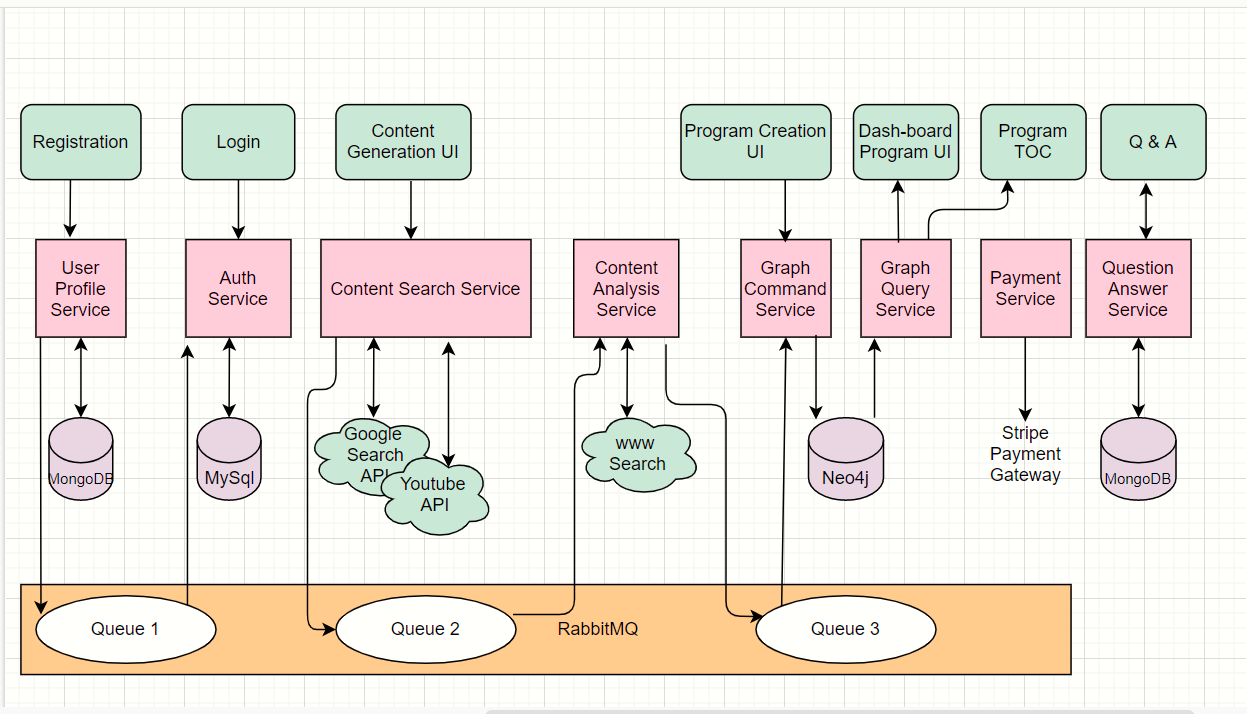 Registration
Login
Content
Generation UI
Program Creation
UI
Dash-board
Program UI
Program
TOC
Q & A
User
Profile
Service
Auth
Service
Content Search Service
Content
Analysis
Service
Graph
Command
Service
Graph
Query
Service
Payment
Service
Question
Answer
Service
MongoDB
MySql
Google
Search
API
Youtube
API
www
Search
Neo4j
Stripe
Payment
Gateway
MongoDB
Queue 1
Queue 2
RabbitMQ
Queue 3